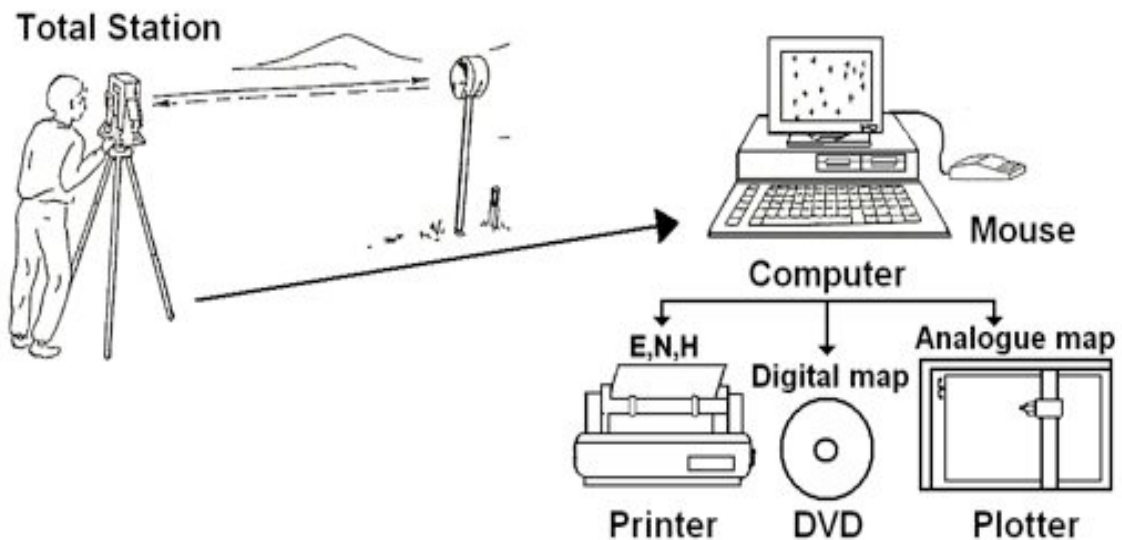 Total Station
Mouse
Computer
E,N,H
Digital map
Analogue map
Printer
DVD
Plotter